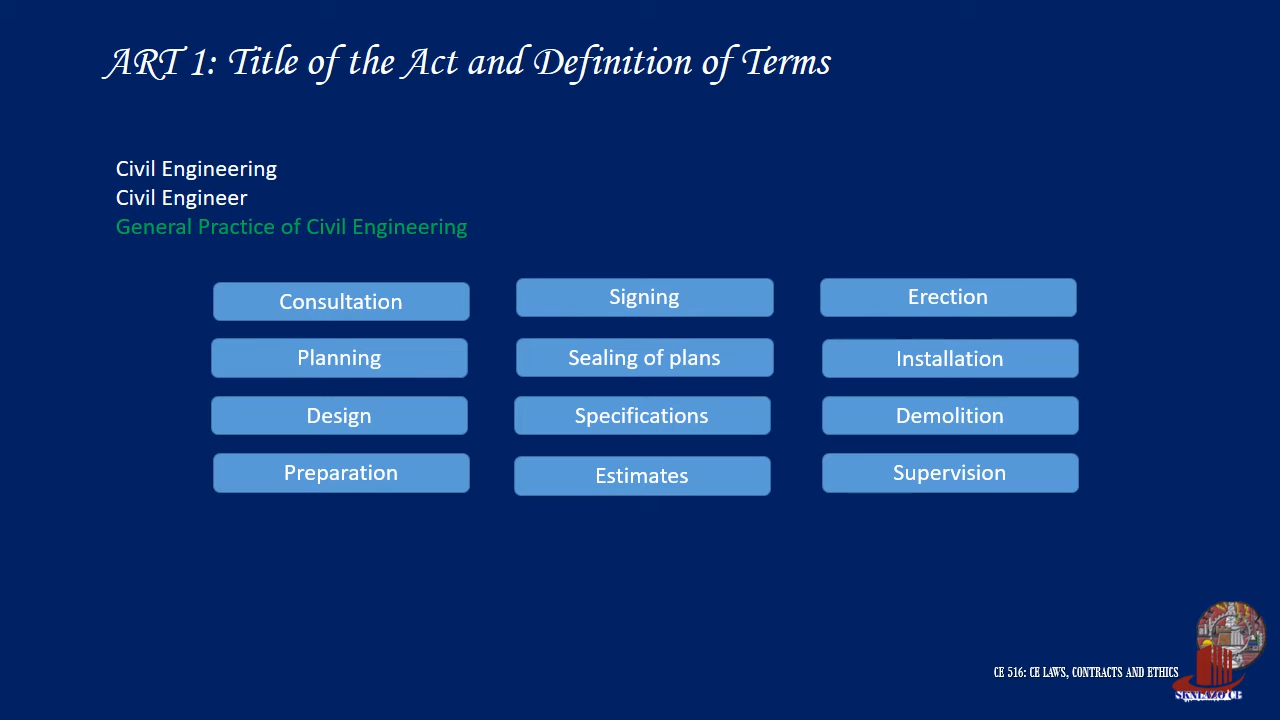 ART 1: Title of the Act and Definition of Terms
Civil Engineering
Civil Engineer
General Practice of Civil Engineering
Consultation
Signing
Erection
Planning
Sealing of plans
Installation
Design
Specifications
Demolition
Preparation
Estimates
Supervision
CE 516: CE LAWS, CONTRACTS AND ETHICS